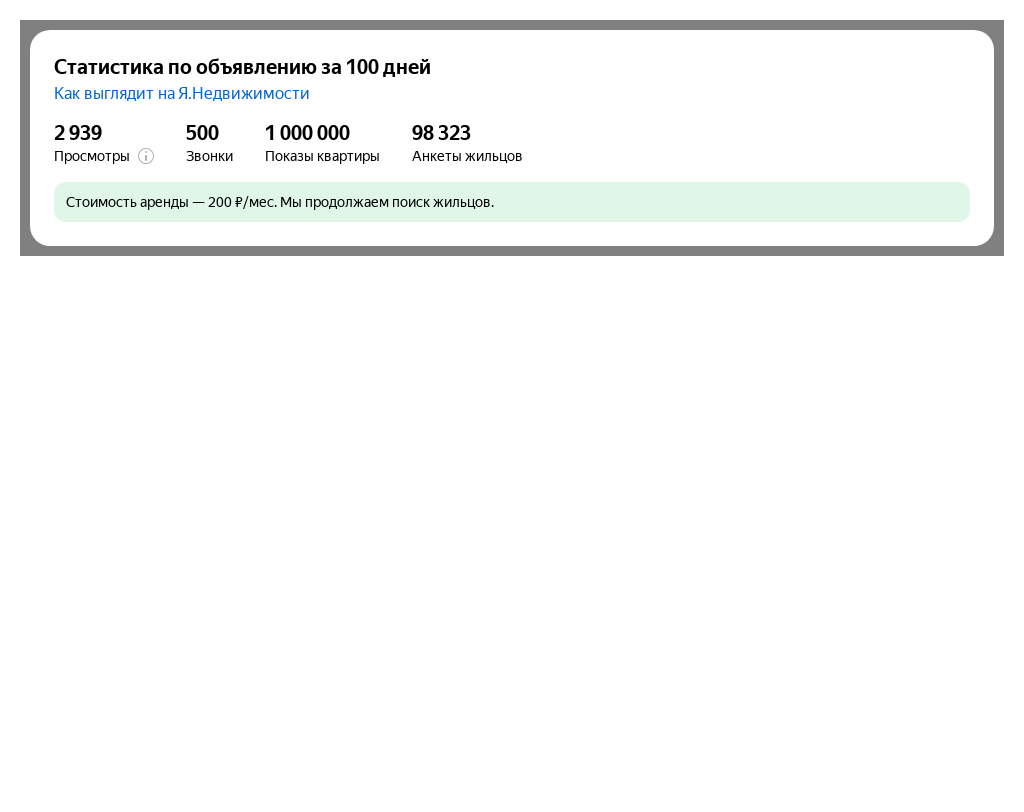 Статистика по объявлению за 100 дней
Как выглядит на Я.Недвижимости
2 939 500 1 000 000 98 323
Просмотры Звонки Показы квартиры Анкеты жильцов
Стоимость аренды — 200 ₽/мес. Мы продолжаем поиск жильцов.